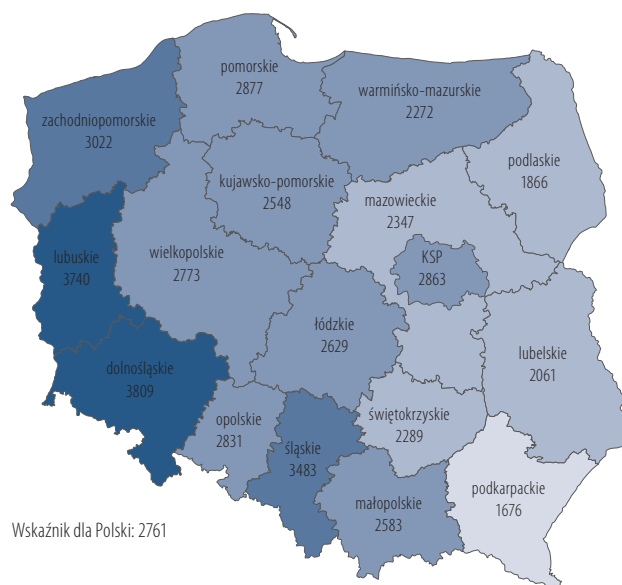 pomorskie
2877
warmińsko-mazurskie
2272
zachodniopomorskie
3022
podlaskie
1866
kujawsko-pomorskie
2548
mazowieckie
2347
lubuskie
3740
wielkopolskie
2773
KSP
2863
łódzkie
2629
lubelskie
2061
dolnośląskie
3809
opolskie
2831
śląskie
3483
świętokrzyskie
2289
małopolskie
2583
podkarpackie
1676
Wskaźnik dla Polski: 2761